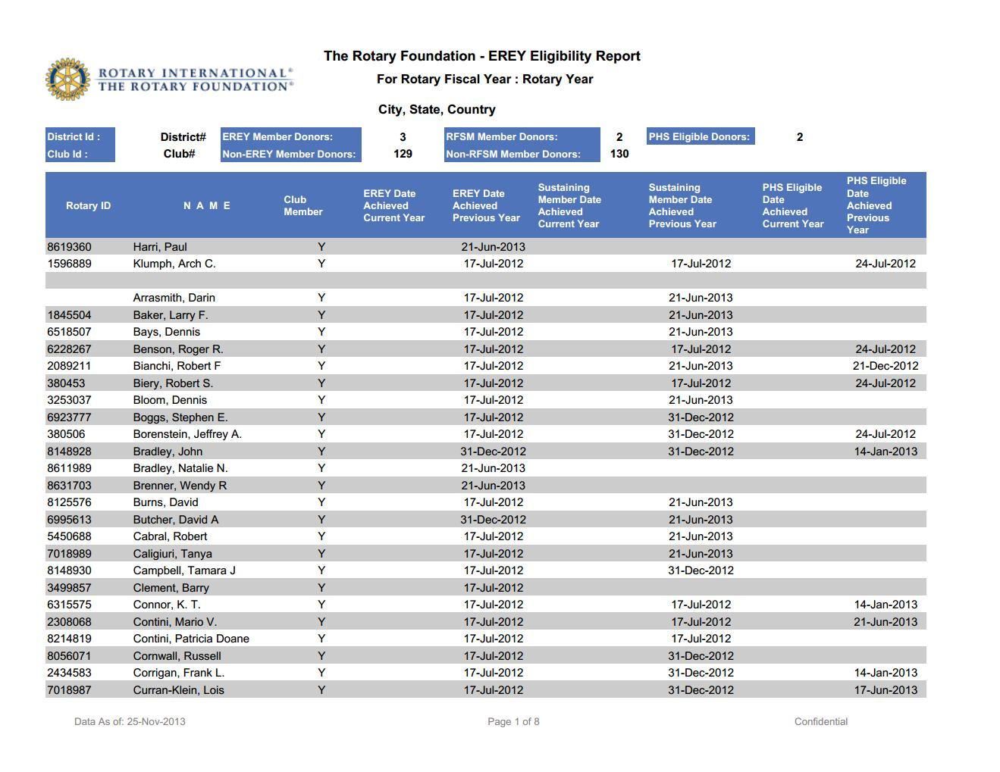 The Rotary Foundation - EREY Eligibility Report
ROTARY INTERNATIONAL®
THE ROTARY FOUNDATION®
For Rotary Fiscal Year : Rotary Year
City, State, Country
District Id : District# EREY Member Donors: 3 RFSM Member Donors: 2 PHS Eligible Donors: 2
Club Id : Club# Non-EREY Member Donors: 129 Non-RFSM Member Donors: 130
Rotary ID N A M E Club Member EREY Date Achieved Current Year EREY Date Achieved Previous Year Sustaining Member Date Achieved Current Year Sustaining Member Date Achieved Previous Year PHS Eligible Date Achieved Current Year PHS Eligible Date Achieved Previous Year
8619360 Harri, Paul Y 21-Jun-2013
1596889 Klumph, Arch C. Y 17-Jul-2012 17-Jul-2012 24-Jul-2012
Arrasmith, Darin Y 17-Jul-2012 21-Jun-2013
1845504 Baker, Larry F. Y 17-Jul-2012 21-Jun-2013
6518507 Bays, Dennis Y 17-Jul-2012 21-Jun-2013
6228267 Benson, Roger R. Y 17-Jul-2012 17-Jul-2012 24-Jul-2012
2089211 Bianchi, Robert F Y 17-Jul-2012 21-Jun-2013 21-Dec-2012
380453 Biery, Robert S. Y 17-Jul-2012 17-Jul-2012 24-Jul-2012
3253037 Bloom, Dennis Y 17-Jul-2012 21-Jun-2013
6923777 Boggs, Stephen E. Y 17-Jul-2012 31-Dec-2012
380506 Borenstein, Jeffrey A. Y 17-Jul-2012 31-Dec-2012 24-Jul-2012
8148928 Bradley, John Y 31-Dec-2012 31-Dec-2012 14-Jan-2013
8611989 Bradley, Natalie N. Y 21-Jun-2013
8631703 Brenner, Wendy R Y 21-Jun-2013
8125576 Burns, David Y 17-Jul-2012 21-Jun-2013
6995613 Butcher, David A Y 31-Dec-2012 21-Jun-2013
5450688 Cabral, Robert Y 17-Jul-2012 21-Jun-2013
7018989 Caligiuri, Tanya Y 17-Jul-2012 21-Jun-2013
8148930 Campbell, Tamara J Y 17-Jul-2012 31-Dec-2012
3499857 Clement, Barry Y 17-Jul-2012
6315575 Connor, K. T. Y 17-Jul-2012 17-Jul-2012 14-Jan-2013
2308068 Contini, Mario V. Y 17-Jul-2012 17-Jul-2012 21-Jun-2013
8214819 Contini, Patricia Doane Y 17-Jul-2012 17-Jul-2012
8056071 Cornwall, Russell Y 17-Jul-2012 31-Dec-2012
2434583 Corrigan, Frank L. Y 17-Jul-2012 31-Dec-2012 14-Jan-2013
7018987 Curran-Klein, Lois Y 17-Jul-2012 31-Dec-2012 17-Jun-2013
Data As of: 25-Nov-2013 Page 1 of 8 Confidential